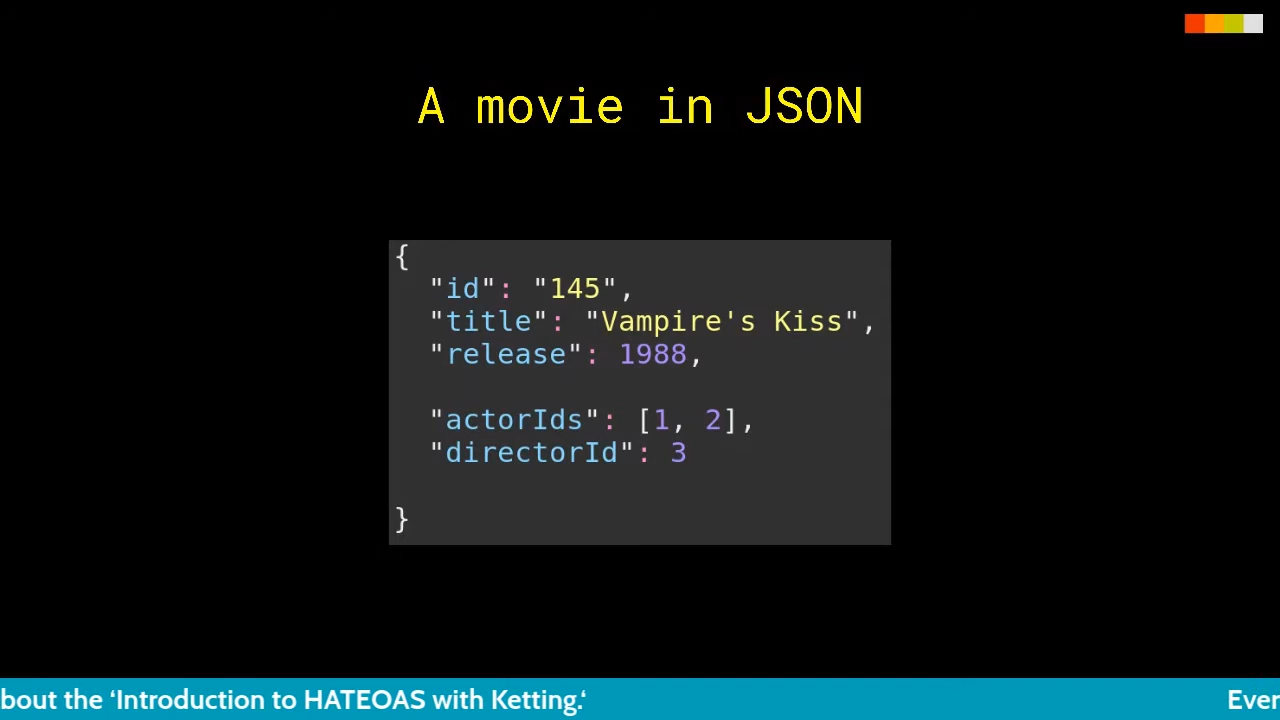 A movie in JSON
{
"id": "145",
"title": "Vampire's Kiss",
"release": 1988,
"actorIds": [1, 2],
"directorId": 3
}
bout the ‘Introduction to HATEOAS with Ketting.‘
Ever